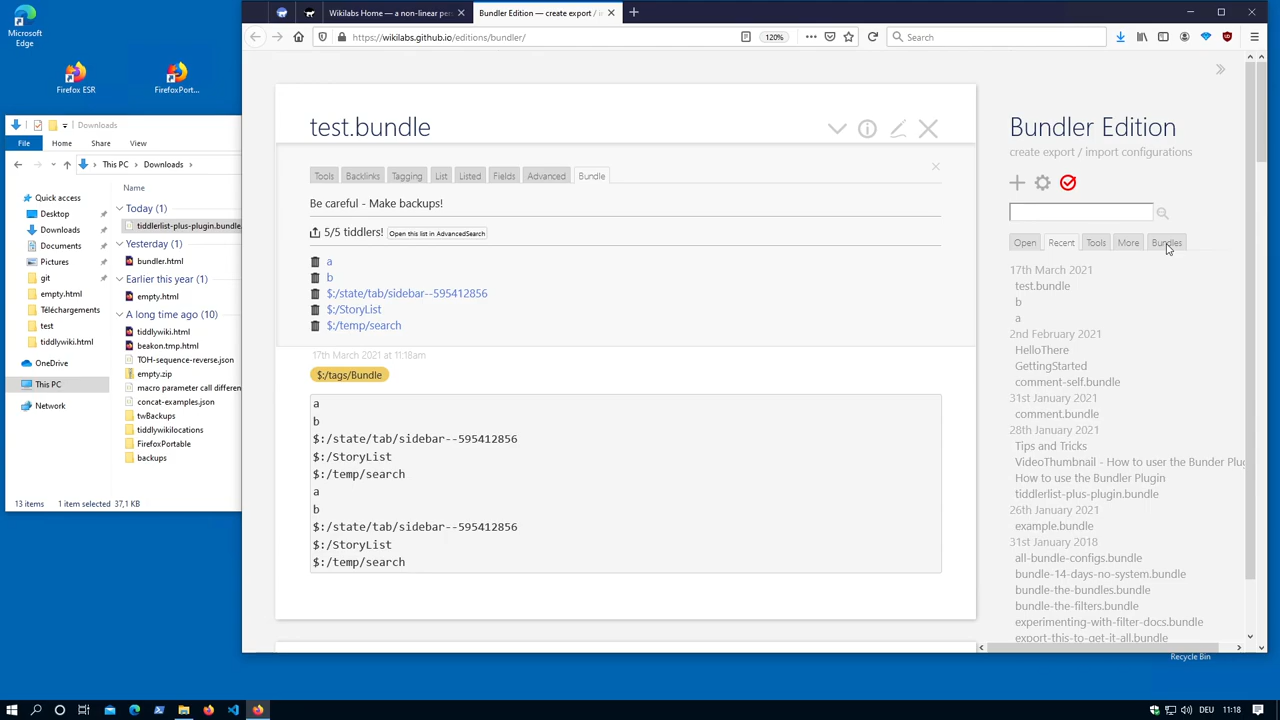 Microsoft
Edge
Firefox ESR
FirefoxPort...
Downloads
File
Home
Share
View
This PC
Downloads
Name
Quick access
Desktop
Downloads
Documents
Pictures
git
empty.html
Téléchargements
test
tiddlywiki.html
OneDrive
This PC
Network
Today (1)
tiddlerlist-plus-plugin.bundle
Yesterday (1)
bundler.html
Earlier this year (1)
empty.html
A long time ago (10)
tiddlywiki.html
beakon.tmp.html
TOH-sequence-reverse.json
empty.zip
macro parameter call differen
concat-examples.json
twBackups
tiddlywikilocations
FirefoxPortable
backups
13 items
1 item selected 37,1 KB
Wikilabs Home — a non-linear per
Bundler Edition — create export / i
https://wikilabs.github.io/editions/bundler/
120%
Search
test.bundle
Tools
Backlinks
Tagging
List
Listed
Fields
Advanced
Bundle
Be careful - Make backups!
5/5 tiddlers! Open this list in AdvancedSearch
a
b
$:/state/tab/sidebar--595412856
$:/StoryList
$:/temp/search
17th March 2021 at 11:18am
$:/tags/Bundle
a
b
$:/state/tab/sidebar--595412856
$:/StoryList
$:/temp/search
a
b
$:/state/tab/sidebar--595412856
$:/StoryList
$:/temp/search
Bundler Edition
create export / import configurations
Open
Recent
Tools
More
Bundles
17th March 2021
test.bundle
b
a
2nd February 2021
HelloThere
GettingStarted
comment-self.bundle
31st January 2021
comment.bundle
28th January 2021
Tips and Tricks
VideoThumbnail - How to user the Bunder Plug
How to use the Bundler Plugin
tiddlerlist-plus-plugin.bundle
26th January 2021
example.bundle
31st January 2018
all-bundle-configs.bundle
bundle-14-days-no-system.bundle
bundle-the-bundles.bundle
bundle-the-filters.bundle
experimenting-with-filter-docs.bundle
export-this-to-get-it-all.bundle
Recycle Bin
DEU
11:18